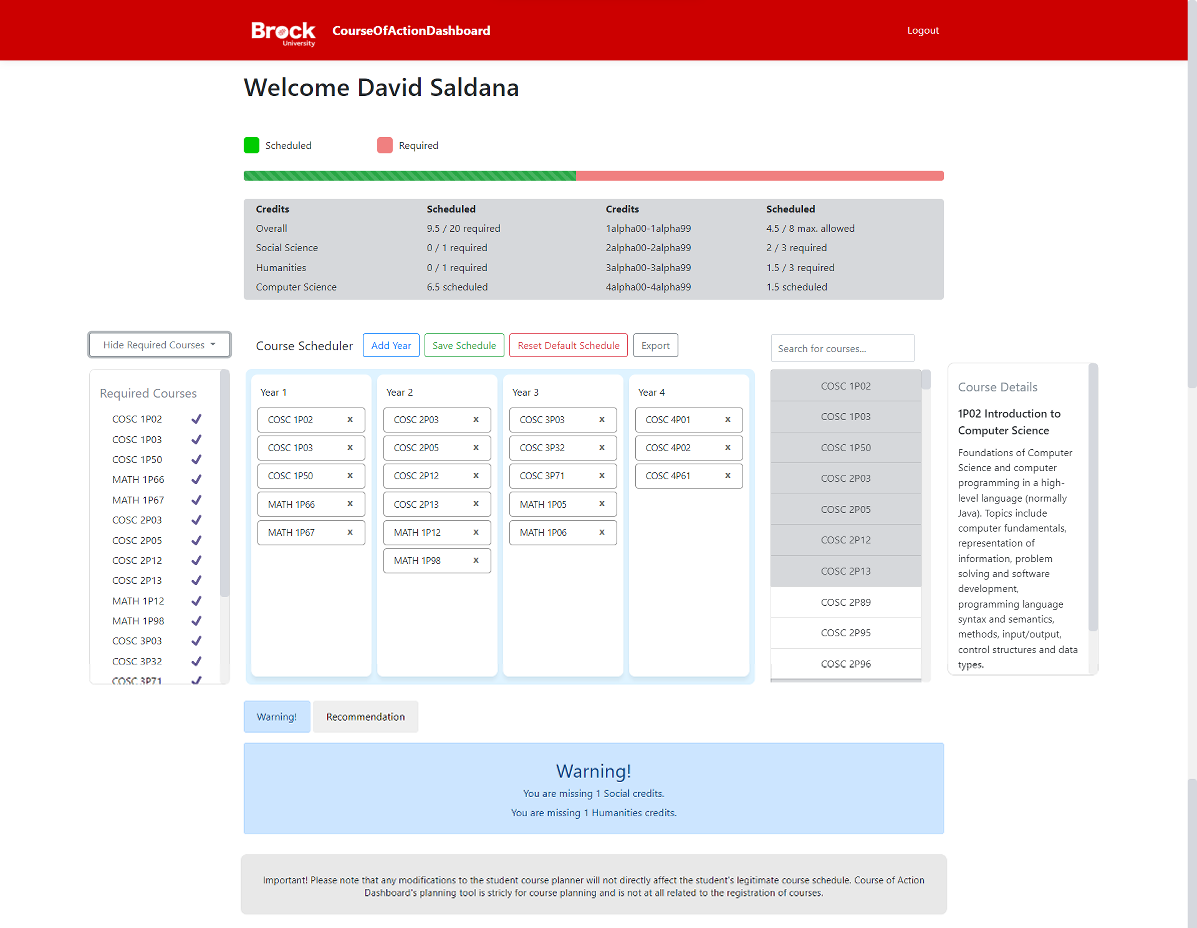 Brock
University
CourseOfActionDashboard
Logout
Welcome David Saldana
Scheduled
Required
Credits Scheduled Credits Scheduled
Overall 9.5 / 20 required 1alpha00-1alpha99 4.5 / 8 max. allowed
Social Science 0 / 1 required 2alpha00-2alpha99 2 / 3 required
Humanities 0 / 1 required 3alpha00-3alpha99 1.5 / 3 required
Computer Science 6.5 scheduled 4alpha00-4alpha99 1.5 scheduled
Hide Required Courses
Required Courses
COSC 1P02
COSC 1P03
COSC 1P50
MATH 1P66
MATH 1P67
COSC 2P03
COSC 2P05
COSC 2P12
COSC 2P13
MATH 1P12
MATH 1P98
COSC 3P03
COSC 3P32
COSC 3P71
Course Scheduler
Add Year
Save Schedule
Reset Default Schedule
Export
Year 1
COSC 1P02 x
COSC 1P03 x
COSC 1P50 x
MATH 1P66 x
MATH 1P67 x
Year 2
COSC 2P03 x
COSC 2P05 x
COSC 2P12 x
COSC 2P13 x
MATH 1P12 x
MATH 1P98 x
Year 3
COSC 3P03 x
COSC 3P32 x
COSC 3P71 x
MATH 1P05 x
MATH 1P06 x
Year 4
COSC 4P01 x
COSC 4P02 x
COSC 4P61 x
Search for courses...
COSC 1P02
COSC 1P03
COSC 1P50
COSC 2P03
COSC 2P05
COSC 2P12
COSC 2P13
COSC 2P89
COSC 2P95
COSC 2P96
Course Details
1P02 Introduction to
Computer Science
Foundations of Computer
Science and computer
programming in a high-
level language (normally
Java). Topics include
computer fundamentals,
representation of
information, problem
solving and software
development,
programming language
syntax and semantics,
methods, input/output,
control structures and data
types.
Warning!
Recommendation
Warning!
You are missing 1 Social credits.
You are missing 1 Humanities credits.
Important! Please note that any modifications to the student course planner will not directly affect the student's legitimate course schedule. Course of Action
Dashboard's planning tool is stricly for course planning and is not at all related to the registration of courses.